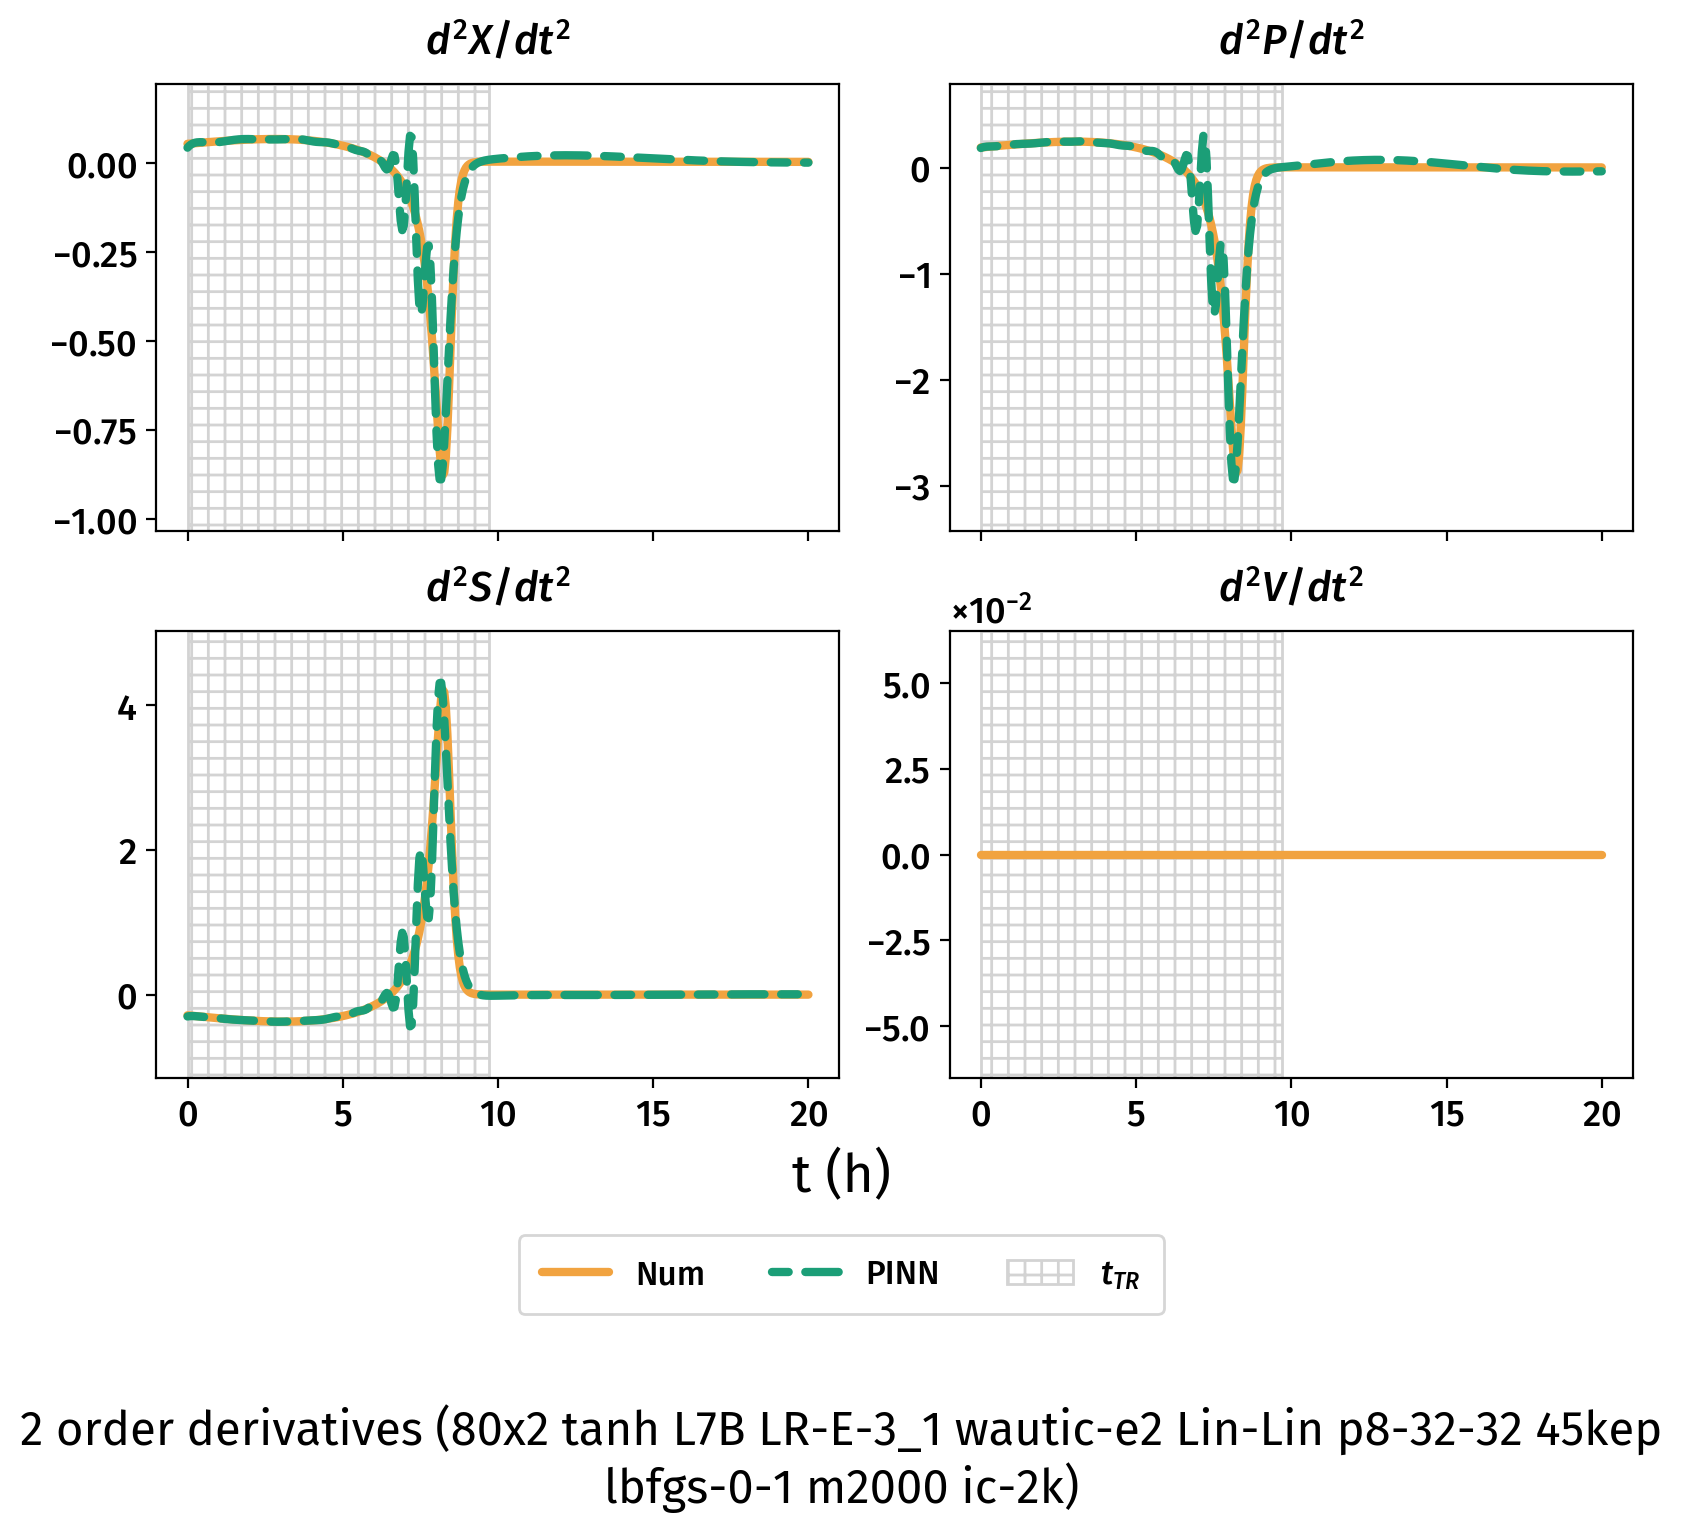 d²X/dt²
d²P/dt²
0.00
−0.25
−0.50
−0.75
−1.00
0
−1
−2
−3
d²S/dt²
d²V/dt²
×10⁻²
4
2
0
5.0
2.5
0.0
−2.5
−5.0
0 5 10 15 20
0 5 10 15 20
t (h)
Num PINN t_TR
2 order derivatives (80x2 tanh L7B LR-E-3_1 wautic-e2 Lin-Lin p8-32-32 45kep
lbfgs-0-1 m2000 ic-2k)